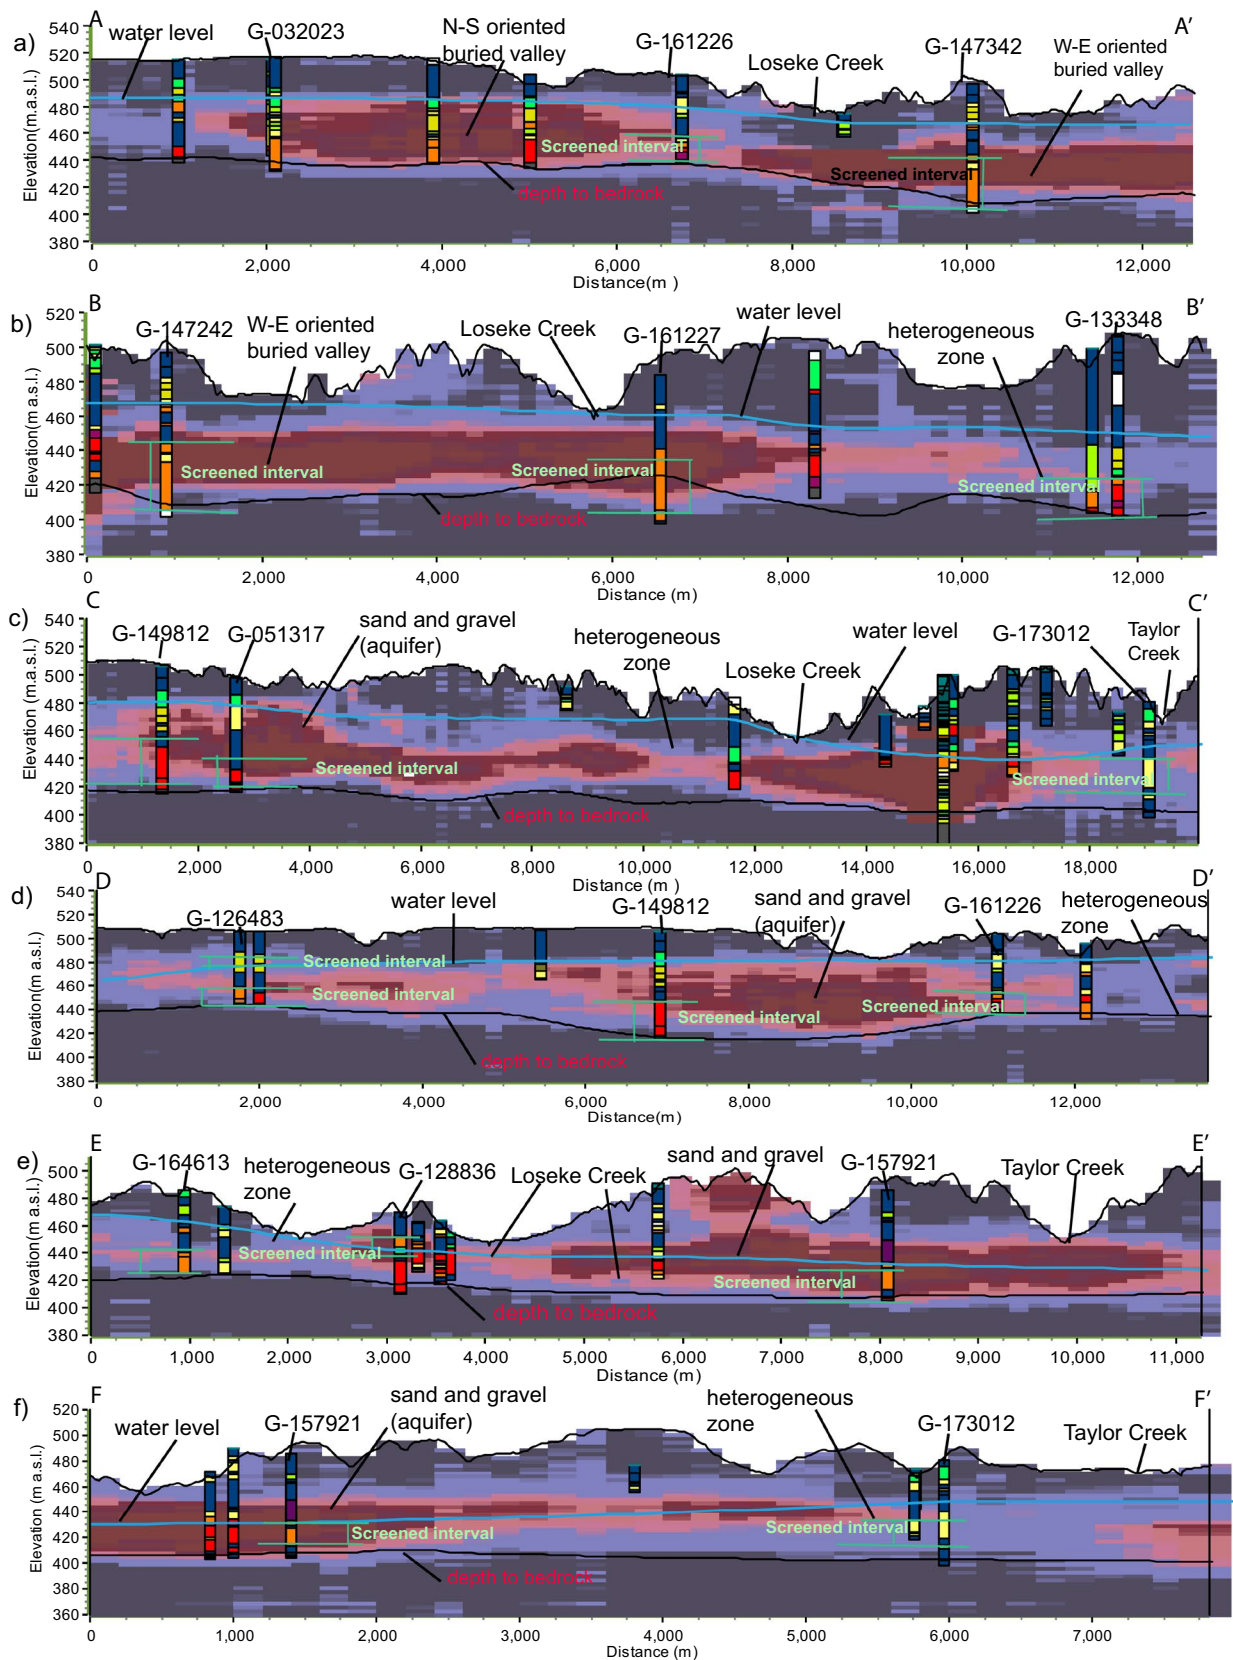 a)
A
A′
water level
G-032023
N-S oriented
buried valley
G-161226
Loseke Creek
G-147342
W-E oriented
buried valley
Screened interval
Screened interval
depth to bedrock
Elevation(m.a.s.l.)
540
520
500
480
460
440
420
400
380
0
2,000
4,000
6,000
8,000
10,000
12,000
Distance(m )
b)
B
B′
G-147242
W-E oriented
buried valley
Loseke Creek
G-161227
water level
heterogeneous
zone
G-133348
Screened interval
Screened interval
Screened interval
depth to bedrock
Elevation(m a.s.l.)
520
500
480
460
440
420
400
380
0
2,000
4,000
6,000
8,000
10,000
12,000
Distance (m)
c)
C
C′
G-149812
G-051317
sand and gravel
(aquifer)
heterogeneous
zone
Loseke Creek
water level
G-173012
Taylor
Creek
Screened interval
Screened interval
depth to bedrock
Elevation (m.a.s.l.)
540
520
500
480
460
440
420
400
380
0
2,000
4,000
6,000
8,000
10,000
12,000
14,000
16,000
18,000
Distance (m )
d)
D
D′
G-126483
water level
G-149812
sand and gravel
(aquifer)
G-161226
heterogeneous
zone
Screened interval
Screened interval
Screened interval
Screened interval
depth to bedrock
Elevation(m a.s.l.)
540
520
500
480
460
440
420
400
380
0
2,000
4,000
6,000
8,000
10,000
12,000
Distance(m)
e)
E
E′
G-164613
heterogeneous
zone
G-128836
Loseke Creek
sand and gravel
G-157921
Taylor Creek
Screened interval
Screened interval
depth to bedrock
Elevation (m a.s.l.)
500
480
460
440
420
400
380
0
1,000
2,000
3,000
4,000
5,000
6,000
7,000
8,000
9,000
10,000
11,000
Distance (m)
f)
F
F′
water level
G-157921
sand and gravel
(aquifer)
heterogeneous
zone
G-173012
Taylor Creek
Screened interval
Screened interval
depth to bedrock
Elevation (m a.s.l.)
520
500
480
460
440
420
400
380
360
0
1,000
2,000
3,000
4,000
5,000
6,000
7,000
Distance (m)